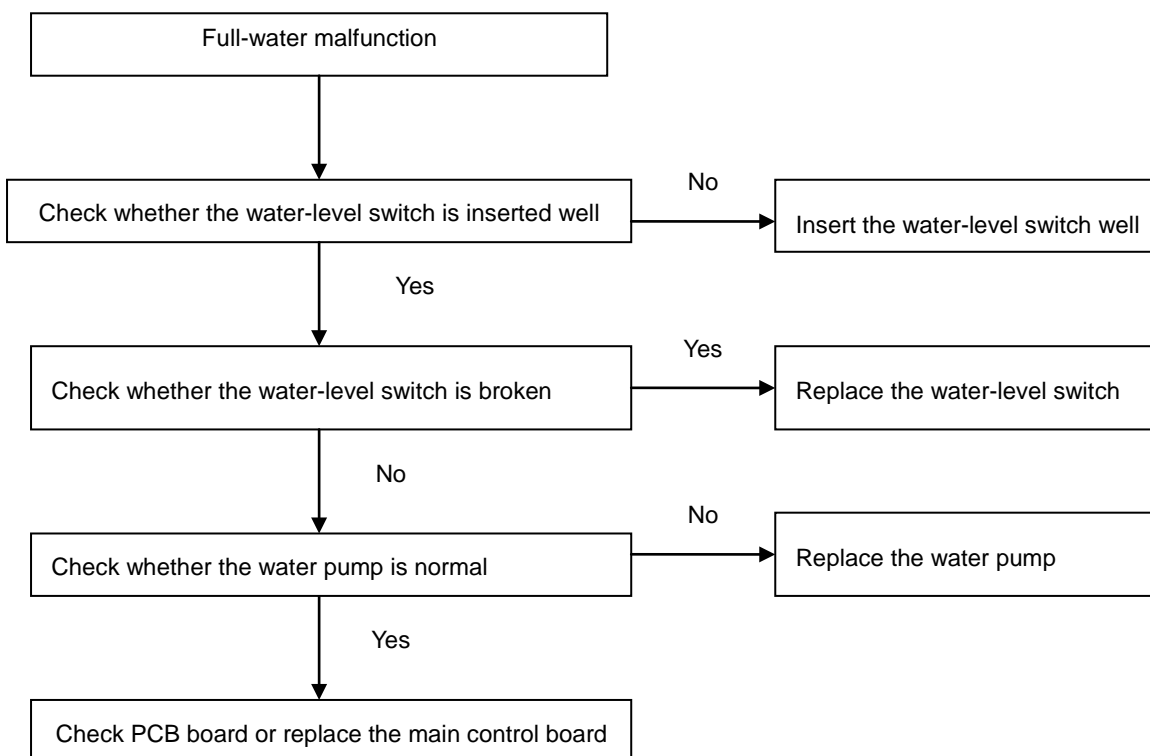 Full-water malfunction
No
Check whether the water-level switch is inserted well
Insert the water-level switch well
Yes
Yes
Check whether the water-level switch is broken
Replace the water-level switch
No
No
Check whether the water pump is normal
Replace the water pump
Yes
Check PCB board or replace the main control board